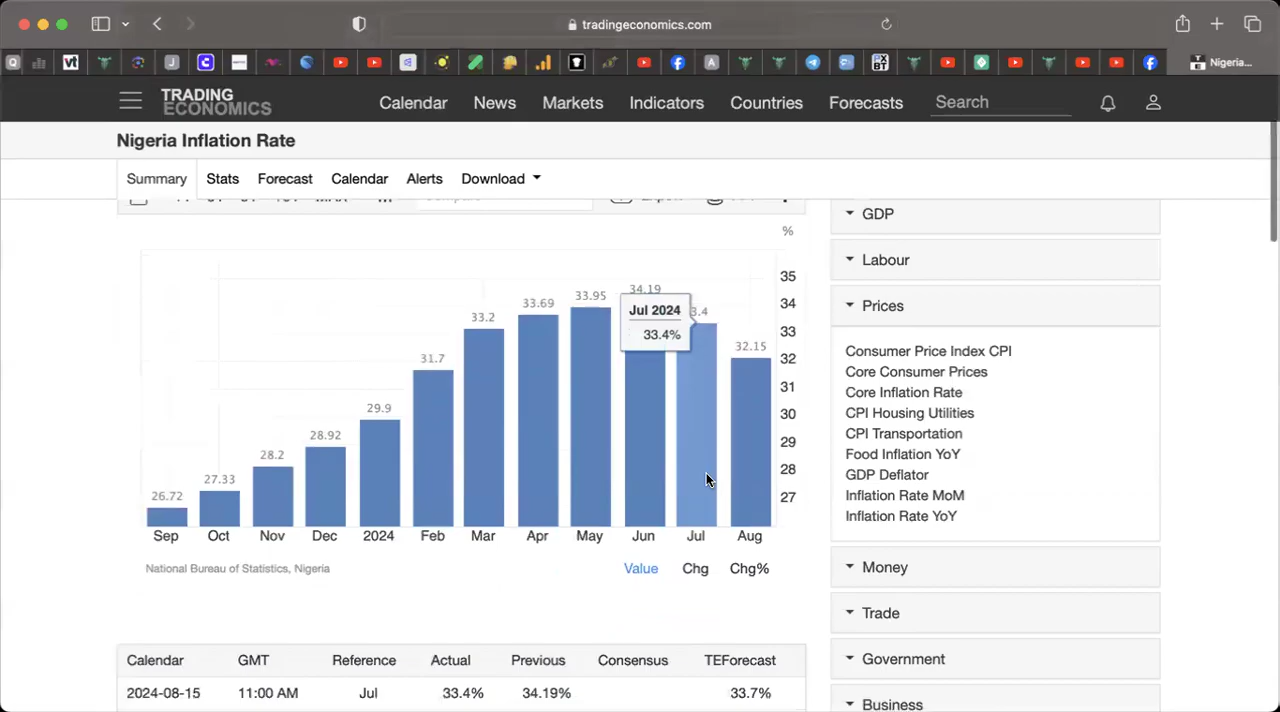 tradingeconomics.com
Nigeria...
TRADING
ECONOMICS
Calendar News Markets Indicators Countries Forecasts Search
Nigeria Inflation Rate
Summary Stats Forecast Calendar Alerts Download
%
35
34
33
32
31
30
29
28
27
26.72
27.33
28.2
28.92
29.9
31.7
33.2
33.69
33.95
34.19
3.4
32.15
Jul 2024
33.4%
Sep Oct Nov Dec 2024 Feb Mar Apr May Jun Jul Aug
National Bureau of Statistics, Nigeria
Value Chg Chg%
Calendar GMT Reference Actual Previous Consensus TEForecast
2024-08-15 11:00 AM Jul 33.4% 34.19% 33.7%
GDP
Labour
Prices
Consumer Price Index CPI
Core Consumer Prices
Core Inflation Rate
CPI Housing Utilities
CPI Transportation
Food Inflation YoY
GDP Deflator
Inflation Rate MoM
Inflation Rate YoY
Money
Trade
Government
Business